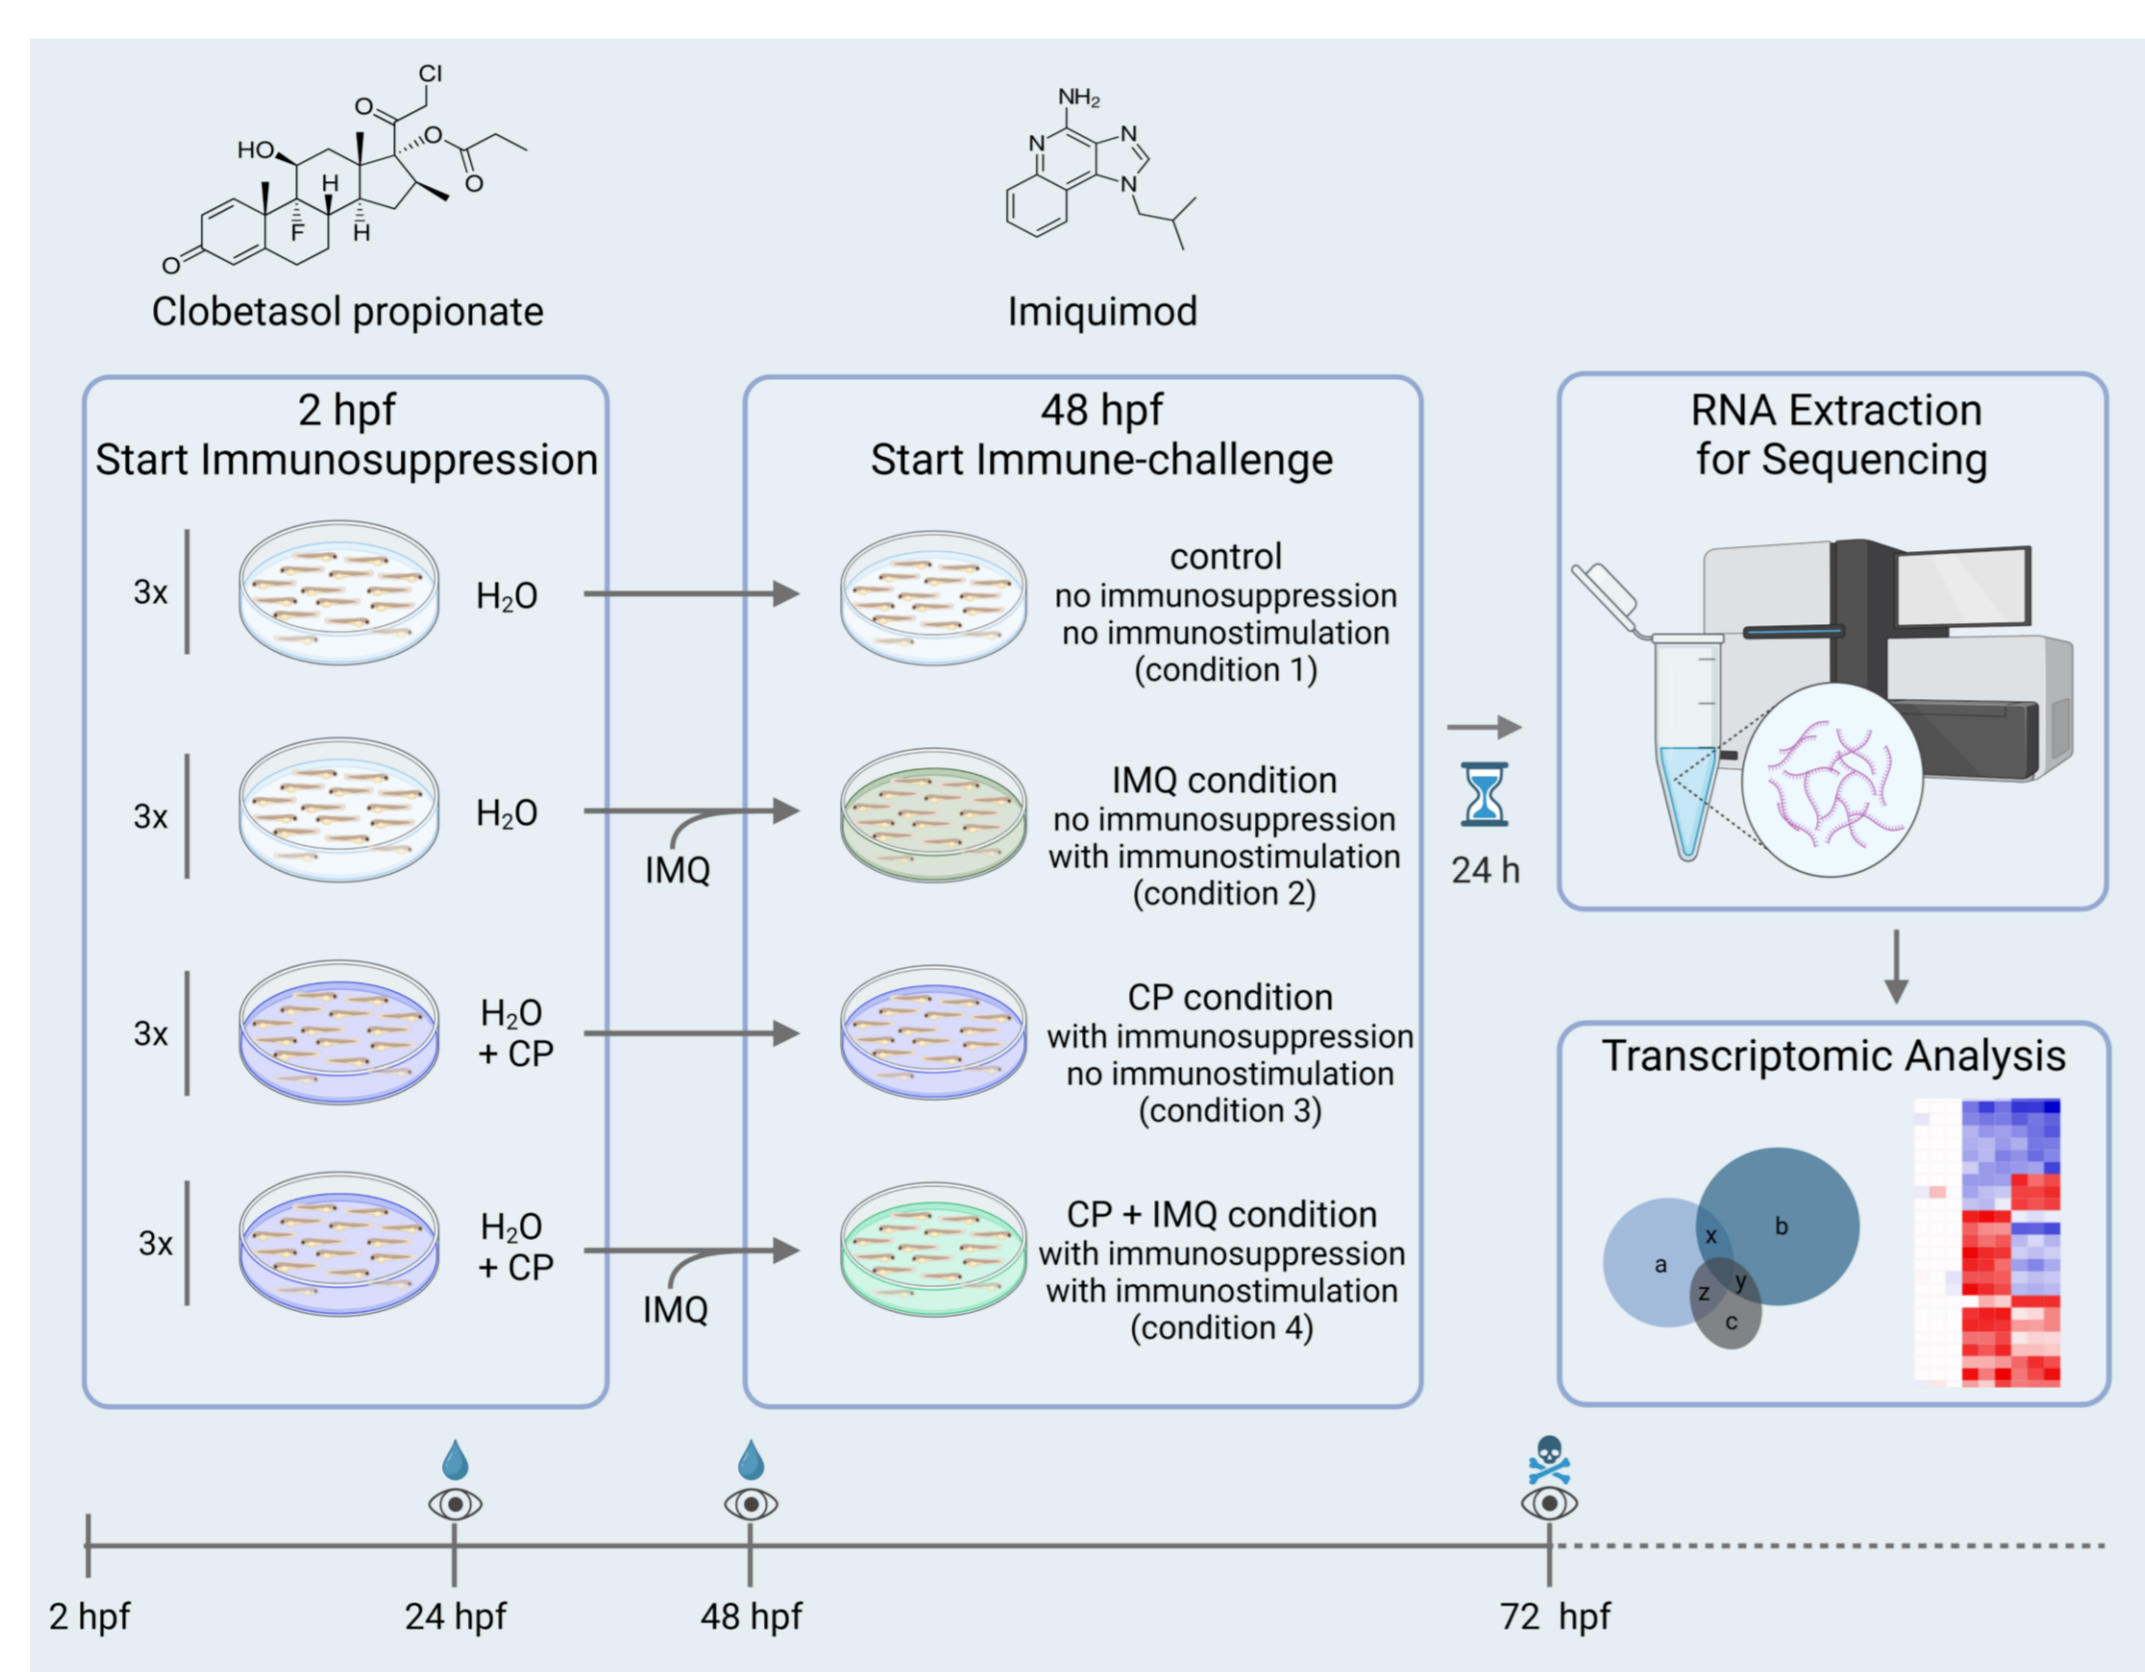 Cl
O
O
O
HO
H
F
H
O
Clobetasol propionate
NH₂
N
N
N
Imiquimod
2 hpf
Start Immunosuppression
3x
H₂O
3x
H₂O
IMQ
3x
H₂O
+ CP
3x
H₂O
+ CP
IMQ
48 hpf
Start Immune-challenge
control
no immunosuppression
no immunostimulation
(condition 1)
IMQ condition
no immunosuppression
with immunostimulation
(condition 2)
CP condition
with immunosuppression
no immunostimulation
(condition 3)
CP + IMQ condition
with immunosuppression
with immunostimulation
(condition 4)
24 h
RNA Extraction
for Sequencing
Transcriptomic Analysis
a
x
b
z
y
c
2 hpf
24 hpf
48 hpf
72 hpf